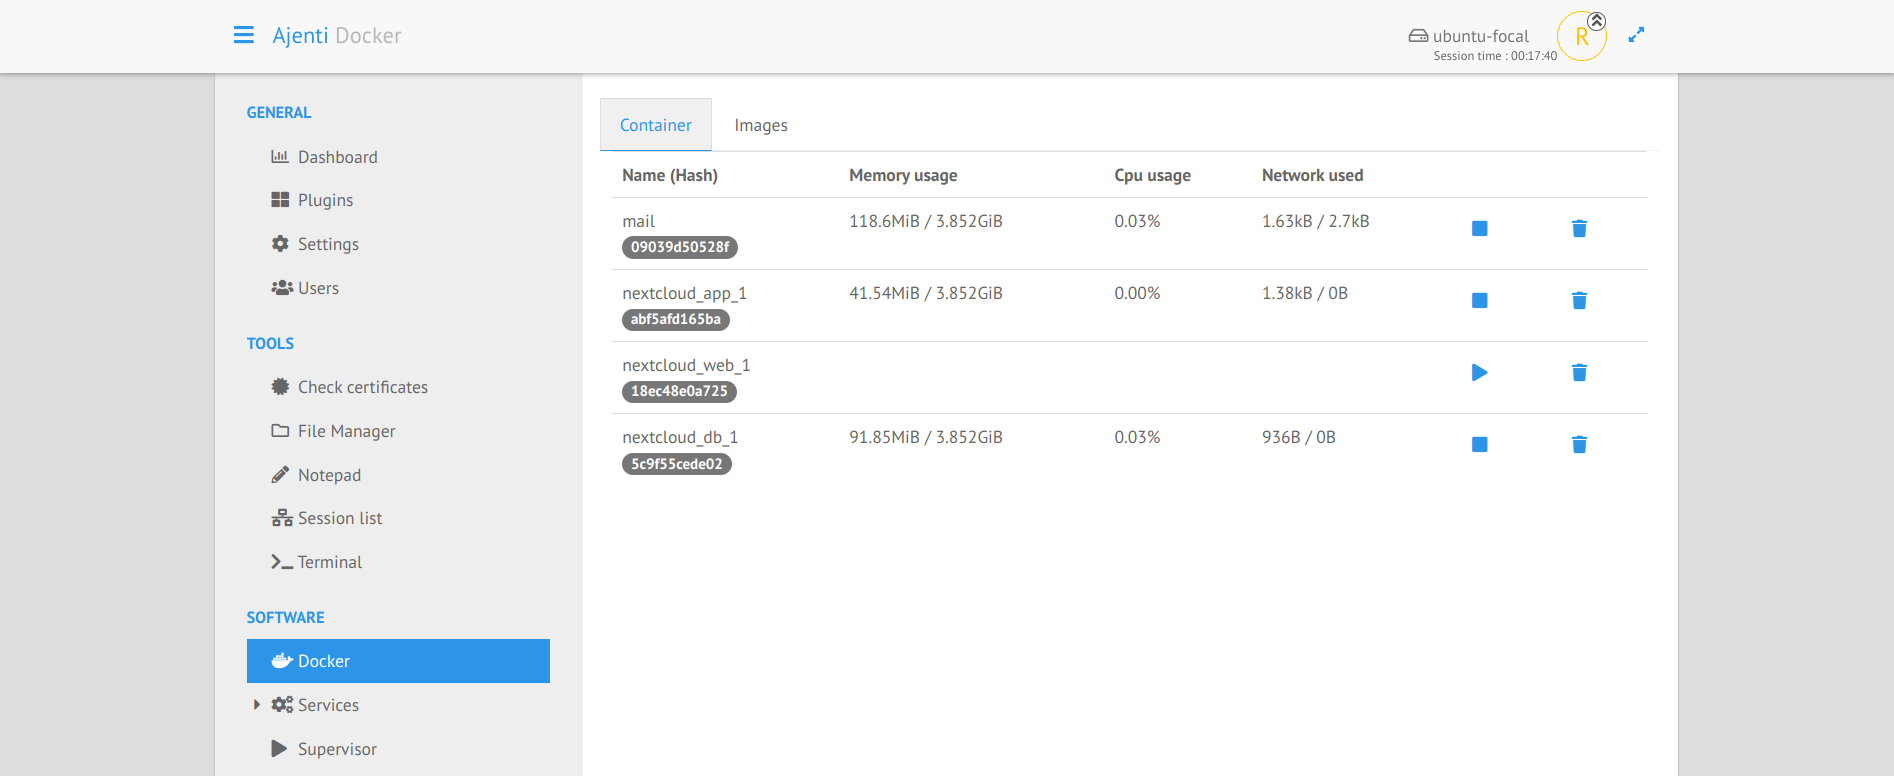 Ajenti Docker
ubuntu-focal
Session time : 00:17:40
R
GENERAL
Dashboard
Plugins
Settings
Users
TOOLS
Check certificates
File Manager
Notepad
Session list
Terminal
SOFTWARE
Docker
Services
Supervisor
Container Images
Name (Hash) Memory usage Cpu usage Network used
mail 118.6MiB / 3.852GiB 0.03% 1.63kB / 2.7kB
09039d50528f
nextcloud_app_1 41.54MiB / 3.852GiB 0.00% 1.38kB / 0B
abf5afd165ba
nextcloud_web_1
18ec48e0a725
nextcloud_db_1 91.85MiB / 3.852GiB 0.03% 936B / 0B
5c9f55cede02